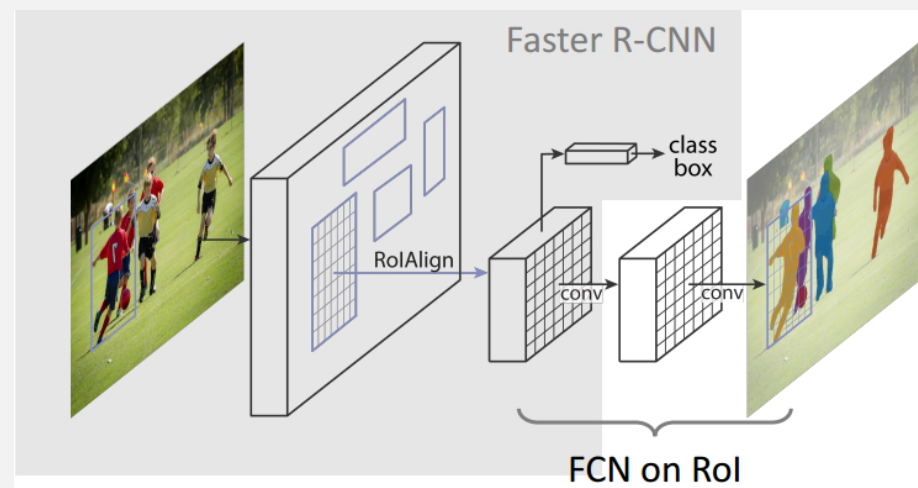 Faster R-CNN
class
box
RoIAlign
conv
conv
FCN on RoI